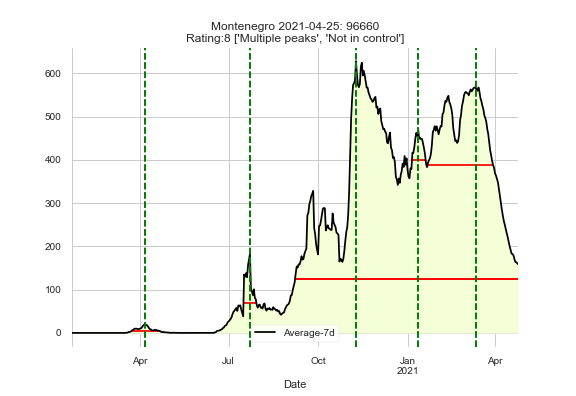 Montenegro 2021-04-25: 96660
Rating:8 ['Multiple peaks', 'Not in control']
600
500
400
300
200
100
0
Average-7d
Apr
Jul
Oct
Jan
2021
Apr
Date